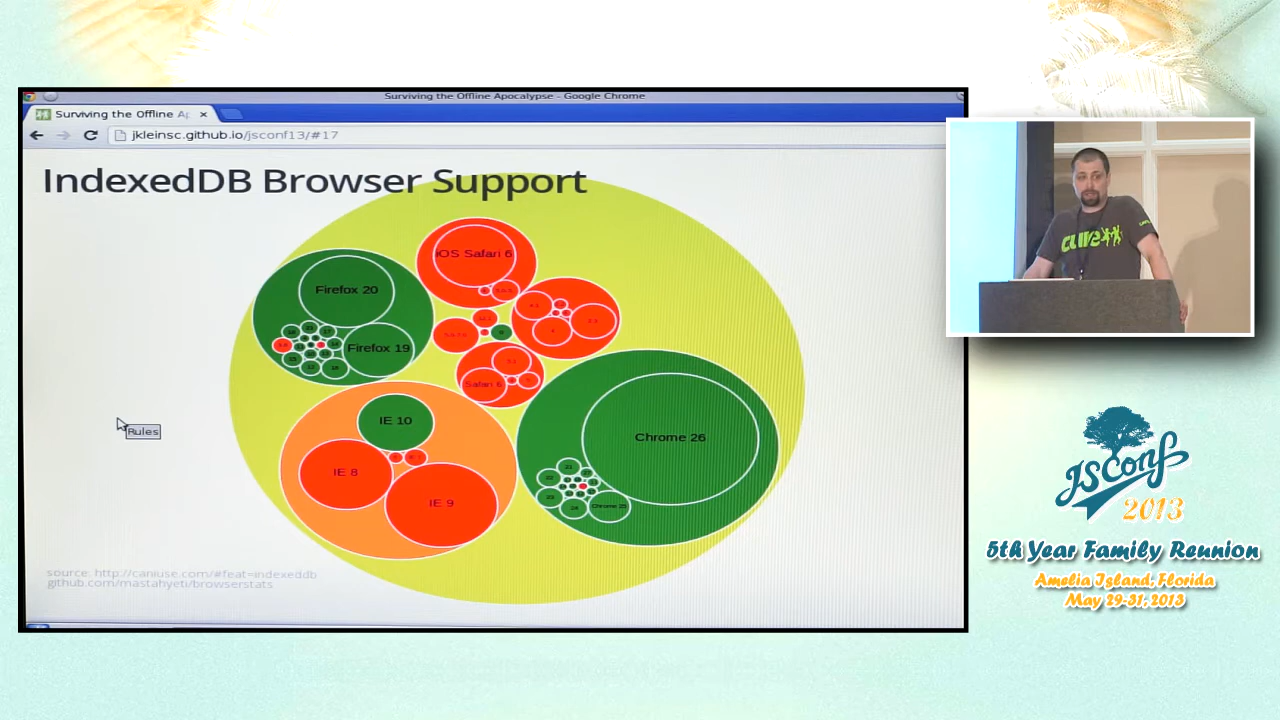 Surviving the Offline Apocalypse - Google Chrome
Surviving the Offline Ap
jkleinsc.github.io/jsconf13/#17
IndexedDB Browser Support
iOS Safari 6
Firefox 20
Firefox 19
Safari 6
IE 10
IE 8
IE 9
Chrome 26
Chrome 25
Rules
source: http://caniuse.com/#feat=indexeddb
github.com/mastahyeti/browserstats
JSConf
2013
5th Year Family Reunion
Amelia Island, Florida
May 29-31, 2013